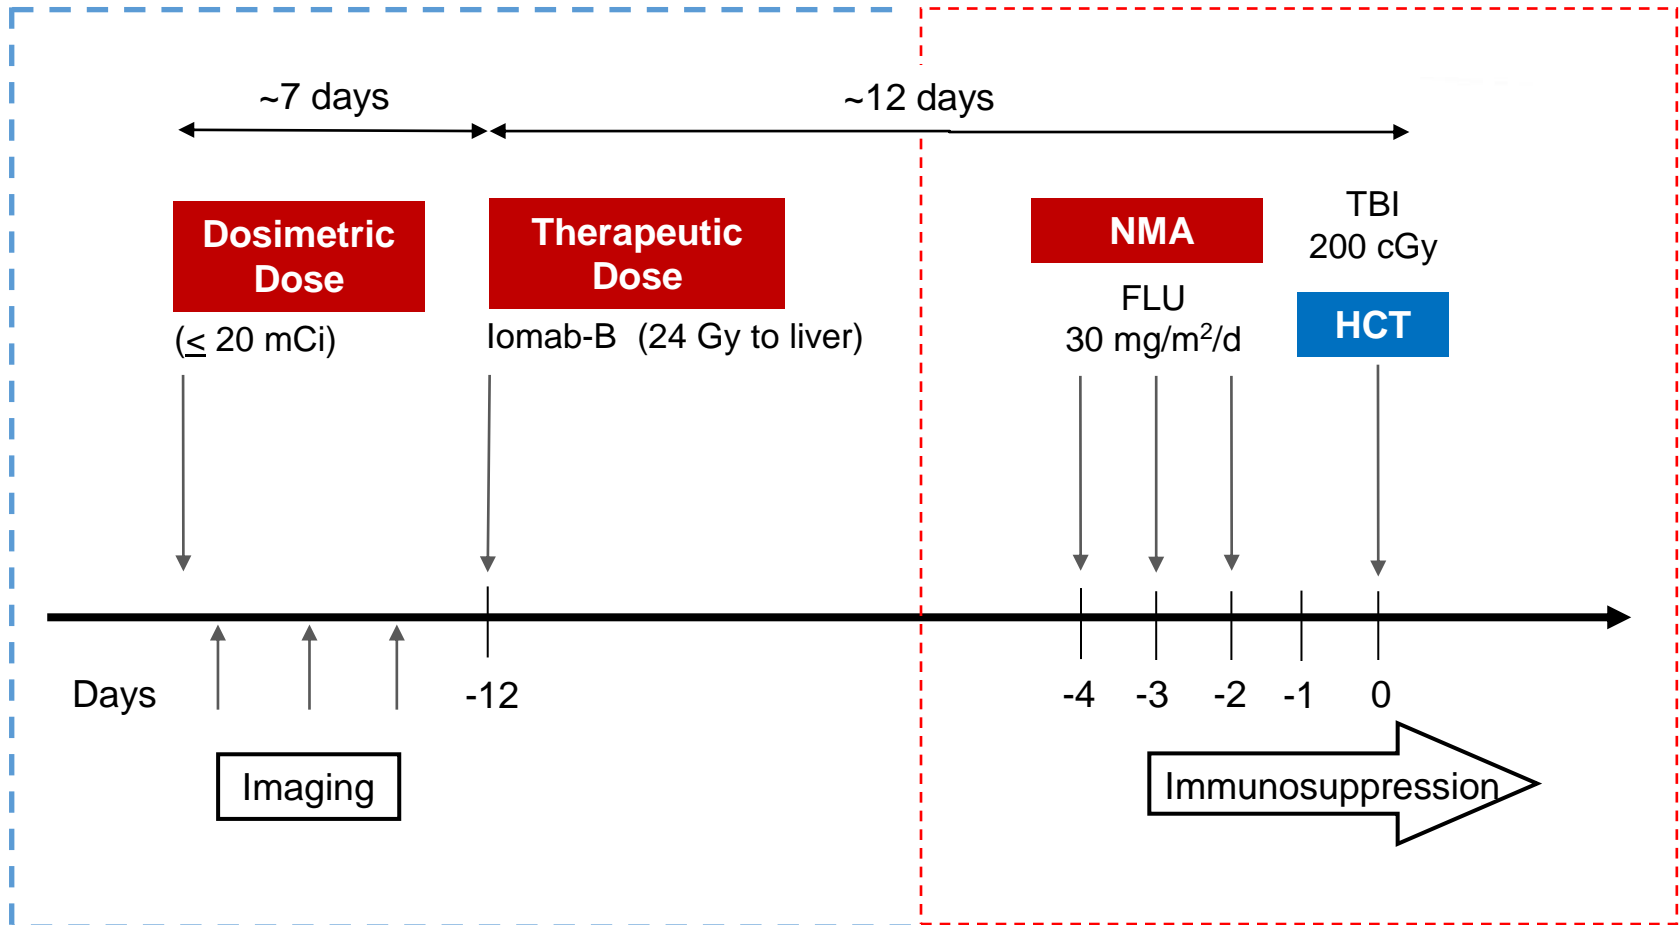 ~7 days
~12 days
Dosimetric
Dose
(≤ 20 mCi)
Therapeutic
Dose
Iomab-B (24 Gy to liver)
NMA
FLU
30 mg/m²/d
TBI
200 cGy
HCT
Days
-12
-4
-3
-2
-1
0
Imaging
Immunosuppression